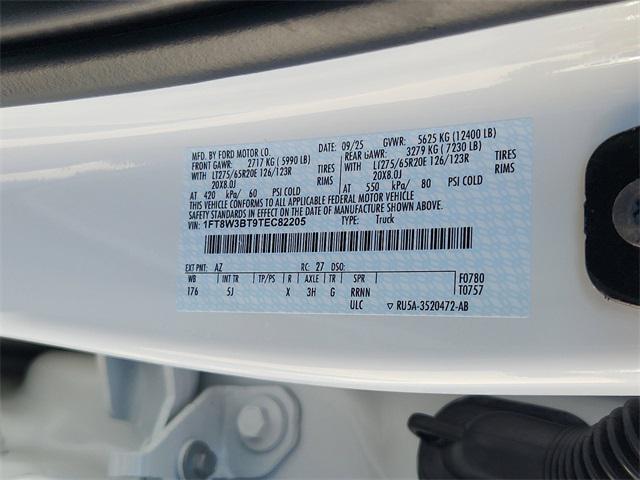 MFD. BY FORD MOTOR CO. DATE: 09/25 GVWR: 5625 KG (12400 LB)
FRONT GAWR: 2717 KG (5990 LB) REAR GAWR: 3279 KG (7230 LB)
WITH LT275/65R20E 126/123R TIRES WITH LT275/65R20E 126/123R TIRES
20X8.0J RIMS 20X8.0J RIMS
AT 420 kPa/ 60 PSI COLD AT 550 kPa/ 80 PSI COLD
THIS VEHICLE CONFORMS TO ALL APPLICABLE FEDERAL MOTOR VEHICLE
SAFETY STANDARDS IN EFFECT ON THE DATE OF MANUFACTURE SHOWN ABOVE.
VIN: 1FT8W3BT9TEC82205 TYPE: Truck
EXT PNT: AZ RC: 27 DSO:
WB INT TR TP/PS R AXLE TR SPR F0780
176 5J X 3H G RRNN T0757
ULC ▽ RU5A-3520472-AB